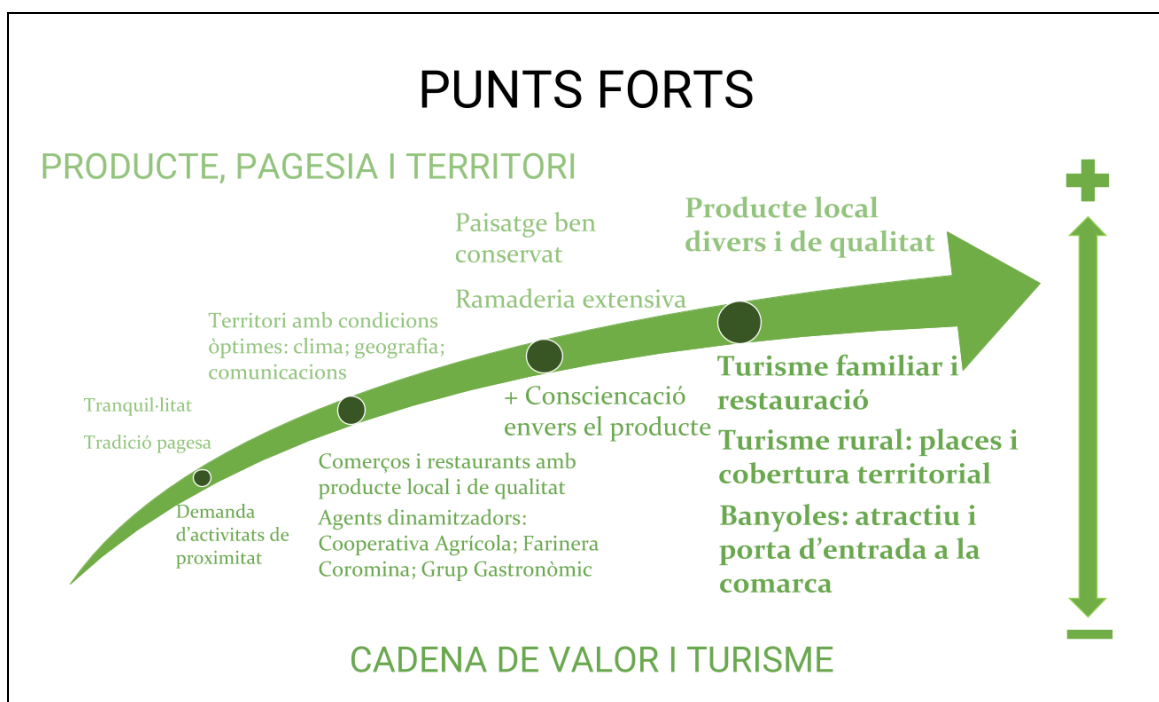 PUNTS FORTS
PRODUCTE, PAGESIA I TERRITORI
Tranquil·litat
Tradició pagesa
Territori amb condicions
òptimes: clima; geografia;
comunicacions
Paisatge ben
conservat
Ramaderia extensiva
Producte local
divers i de qualitat
Demanda
d'activitats de
proximitat
Comerços i restaurants amb
producte local i de qualitat
Agents dinamitzadors:
Cooperativa Agrícola; Farinera
Coromina; Grup Gastronòmic
+ Consciencació
envers el producte
Turisme familiar i
restauració
Turisme rural: places i
cobertura territorial
Banyoles: atractiu i
porta d'entrada a la
comarca
CADENA DE VALOR I TURISME